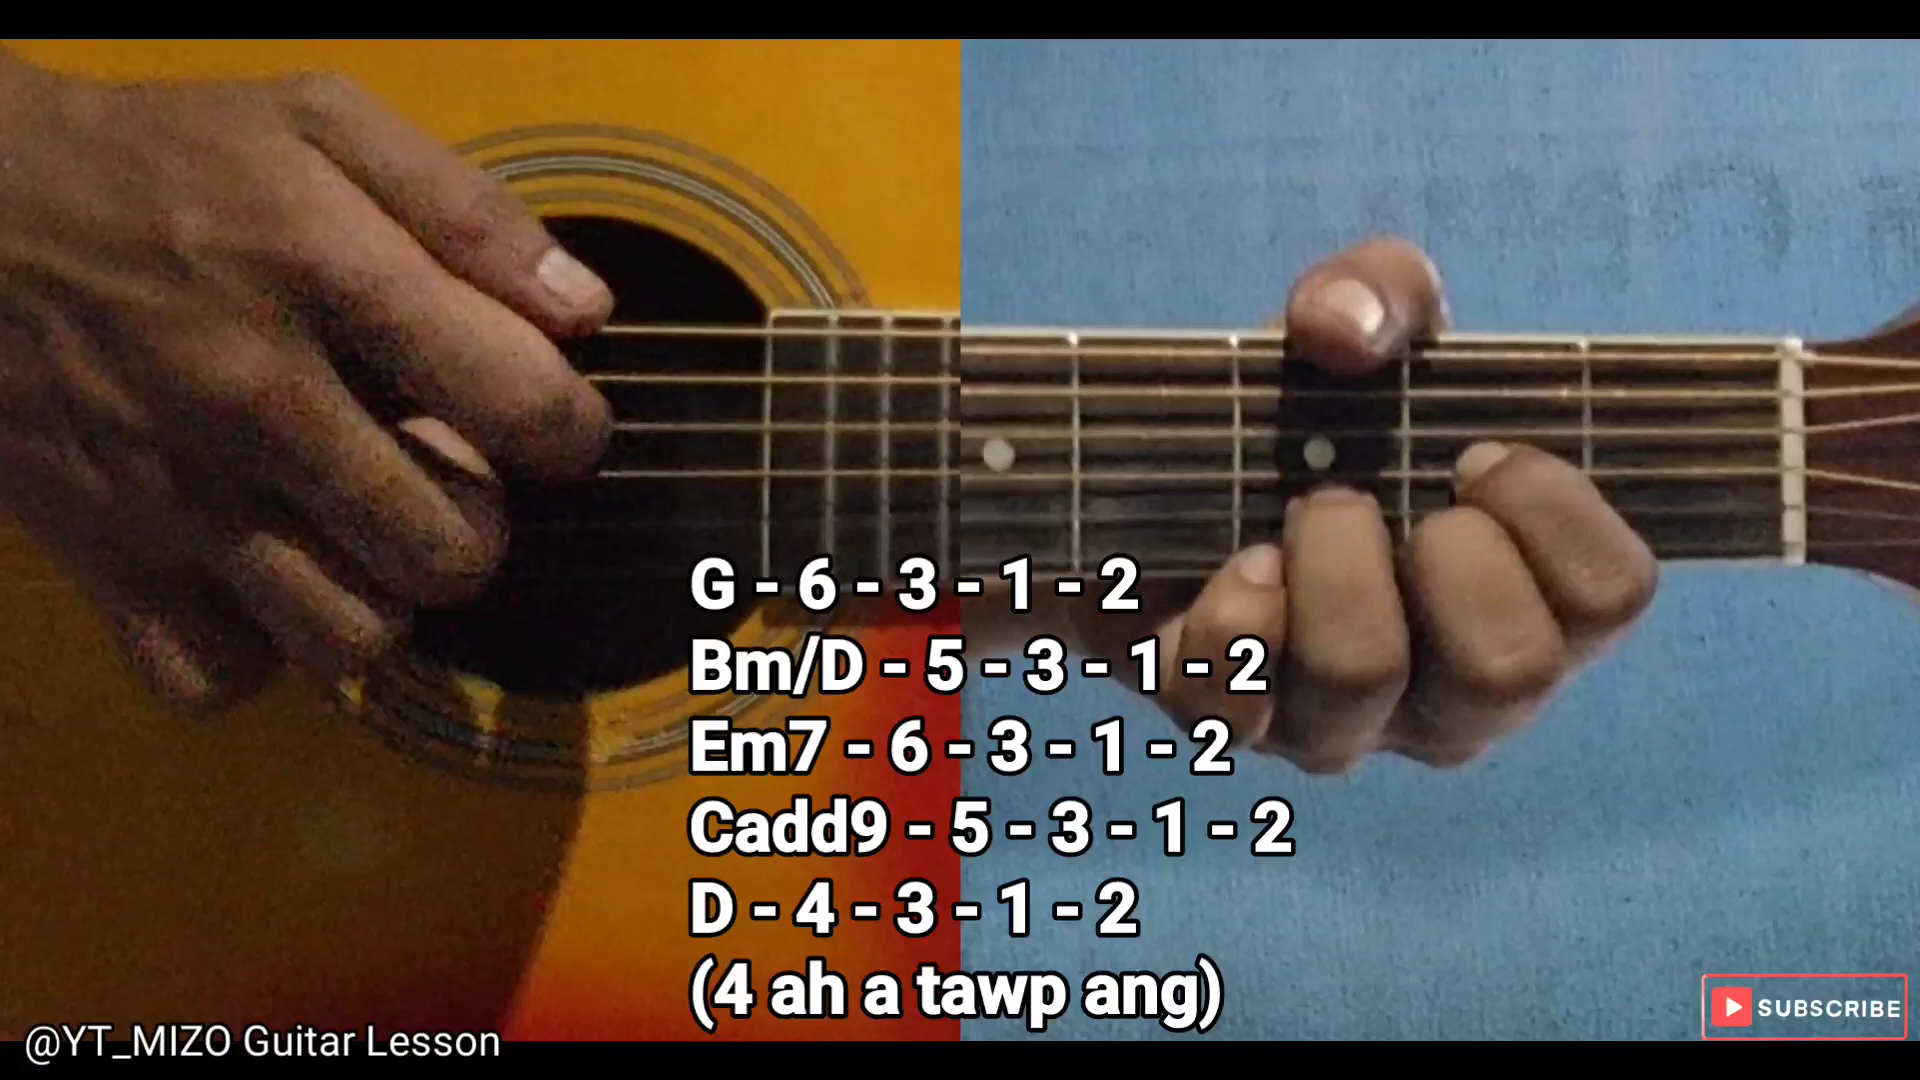 G - 6 - 3 - 1 - 2
Bm/D - 5 - 3 - 1 - 2
Em7 - 6 - 3 - 1 - 2
Cadd9 - 5 - 3 - 1 - 2
D - 4 - 3 - 1 - 2
(4 ah a tawp ang)
@YT_MIZO Guitar Lesson
SUBSCRIBE